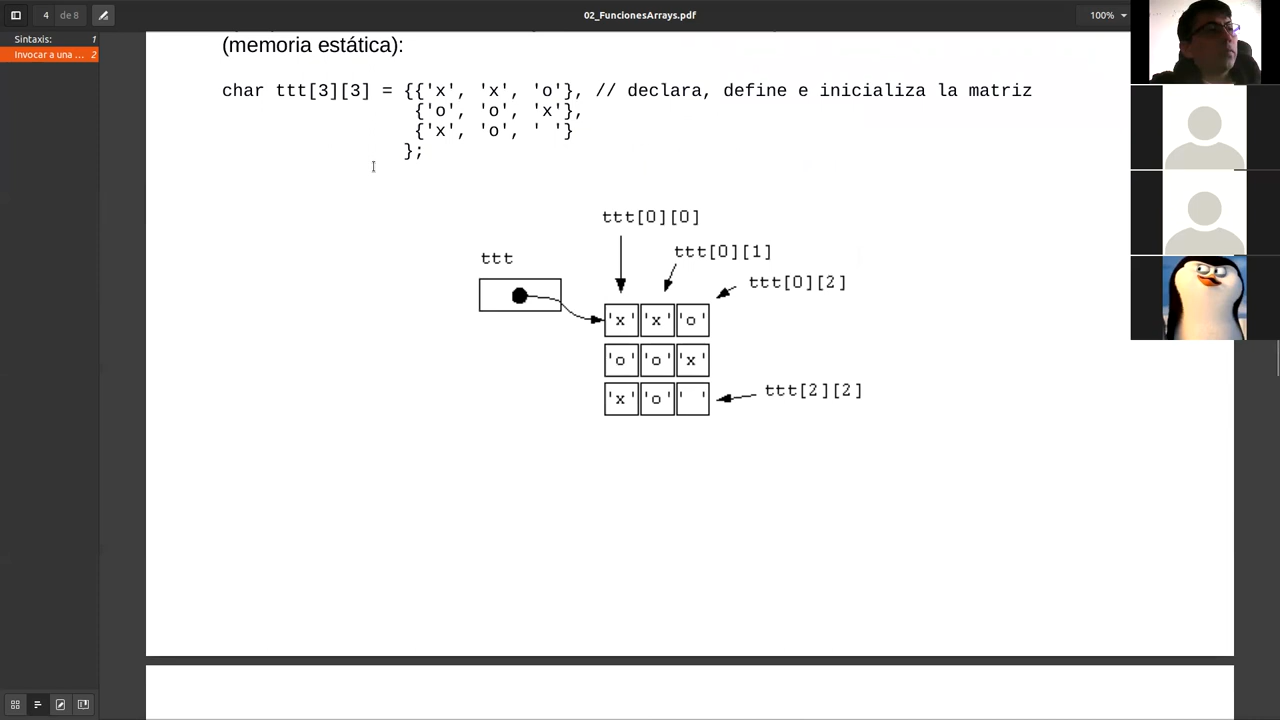 4 de 8
02_FuncionesArrays.pdf
100%
Sintaxis: 1
Invocar a una ... 2
(memoria estática):
char ttt[3][3] = {{'x', 'x', 'o'}, // declara, define e inicializa la matriz
{'o', 'o', 'x'},
{'x', 'o', ' '}
};
ttt[0][0]
ttt[0][1]
ttt
ttt[0][2]
'x' 'x' 'o'
'o' 'o' 'x'
'x' 'o' ' '
ttt[2][2]